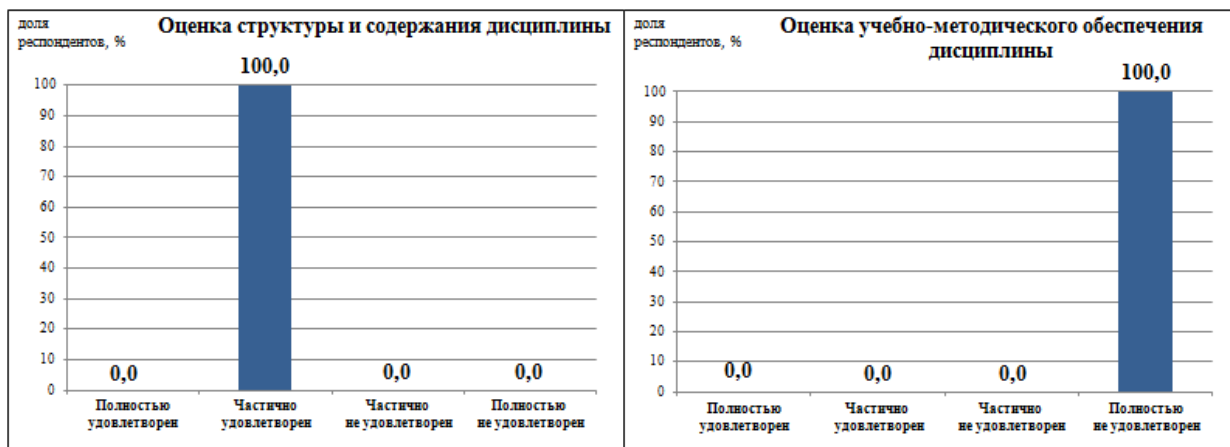 доля
респондентов, %
Оценка структуры и содержания дисциплины
100,0
100
90
80
70
60
50
40
30
20
10
0
0,0
0,0
0,0
Полностью
удовлетворен
Частично
удовлетворен
Частично
не удовлетворен
Полностью
не удовлетворен
доля
респондентов, %
Оценка учебно-методического обеспечения
дисциплины
100,0
100
90
80
70
60
50
40
30
20
10
0
0,0
0,0
0,0
Полностью
удовлетворен
Частично
удовлетворен
Частично
не удовлетворен
Полностью
не удовлетворен